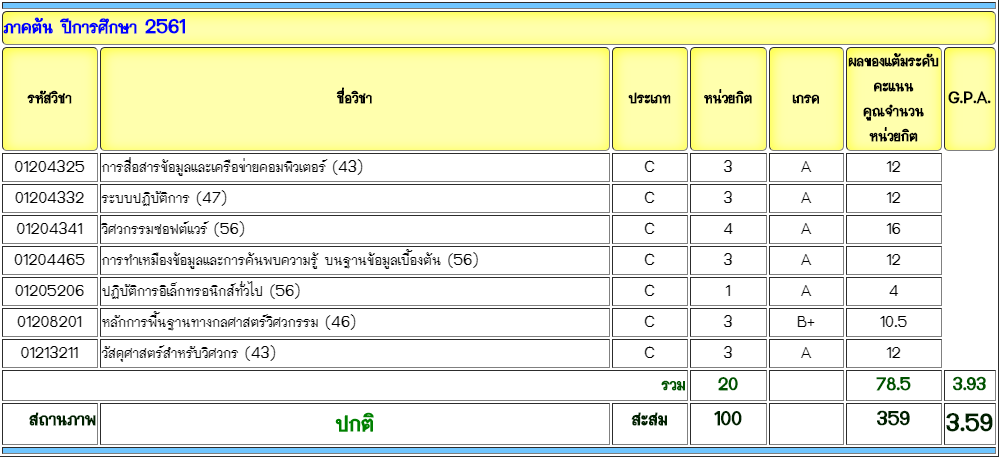 ภาคต้น ปีการศึกษา 2561
รหัสวิชา ชื่อวิชา ประเภท หน่วยกิต เกรด ผลของแต้มระดับ คะแนน คูณจำนวน หน่วยกิต G.P.A.
01204325 การสื่อสารข้อมูลและเครือข่ายคอมพิวเตอร์ (43) C 3 A 12
01204332 ระบบปฏิบัติการ (47) C 3 A 12
01204341 วิศวกรรมซอฟต์แวร์ (56) C 4 A 16
01204465 การทำเหมืองข้อมูลและการค้นพบความรู้ บนฐานข้อมูลเบื้องต้น (56) C 3 A 12
01205206 ปฏิบัติการอิเล็กทรอนิกส์ทั่วไป (56) C 1 A 4
01208201 หลักการพื้นฐานทางกลศาสตร์วิศวกรรม (46) C 3 B+ 10.5
01213211 วัสดุศาสตร์สำหรับวิศวกร (43) C 3 A 12
รวม 20 78.5 3.93
สถานภาพ ปกติ สะสม 100 359 3.59